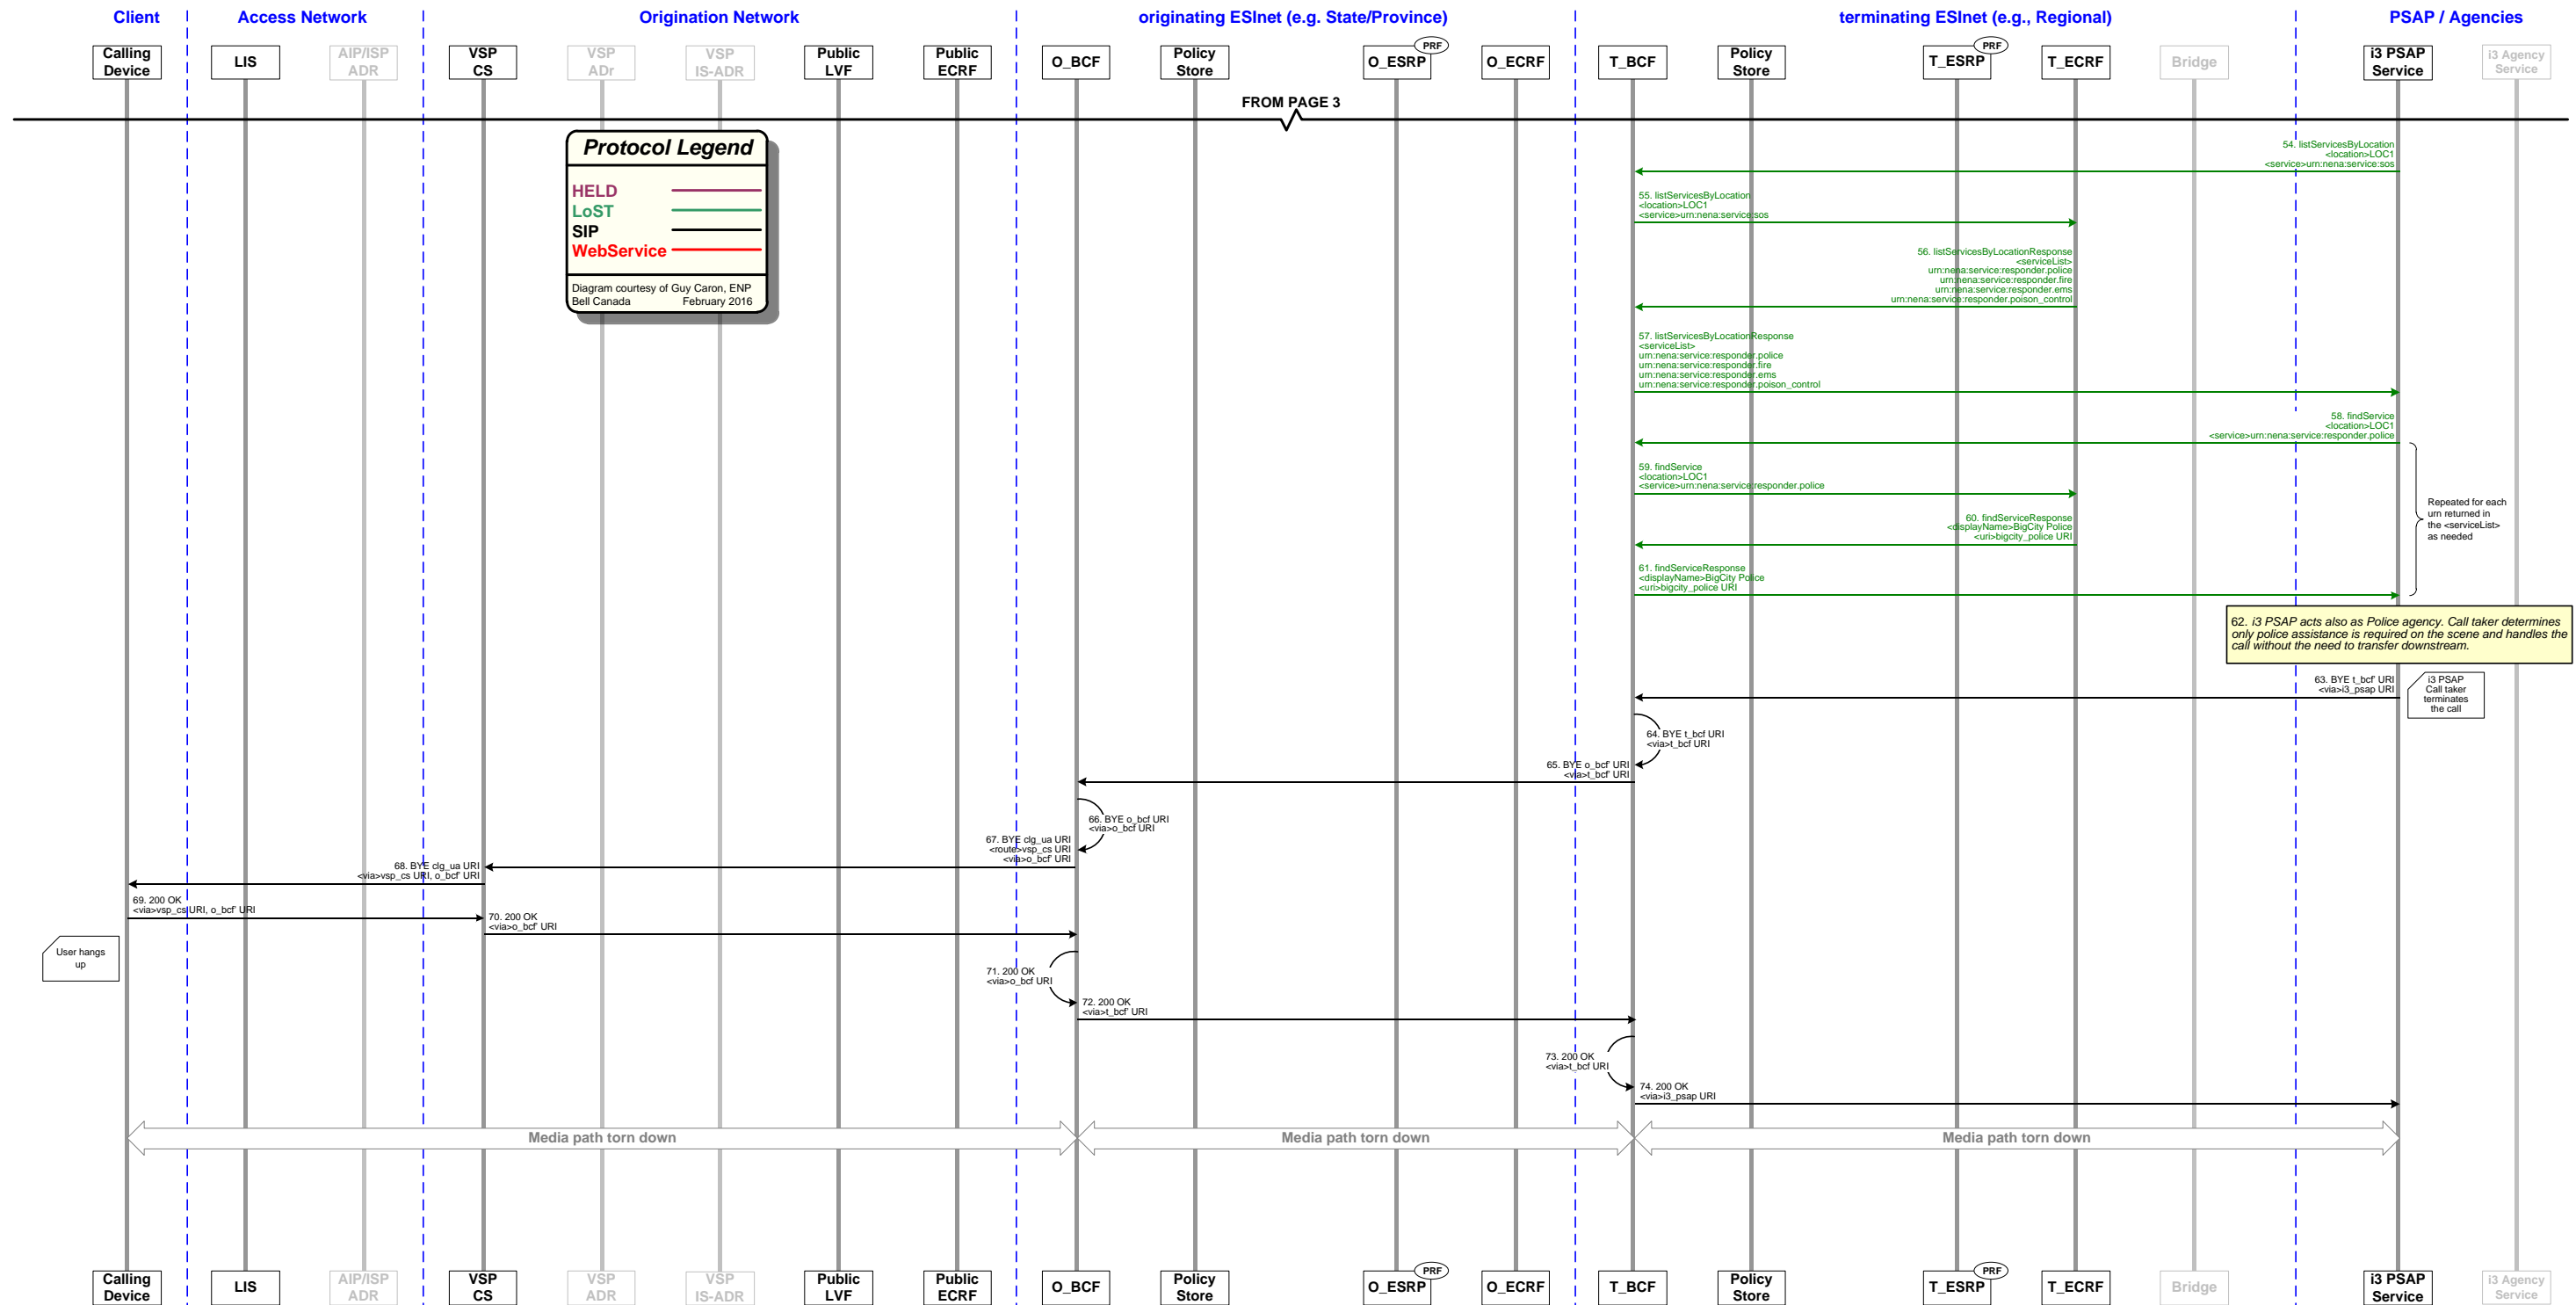 Client
Access Network
Origination Network
originating ESInet (e.g. State/Province)
terminating ESInet (e.g., Regional)
PSAP / Agencies
Calling
Device
LIS
AIP/ISP
ADR
VSP
CS
VSP
ADr
VSP
IS-ADR
Public
LVF
Public
ECRF
O_BCF
Policy
Store
PRF
O_ESRP
O_ECRF
T_BCF
Policy
Store
PRF
T_ESRP
T_ECRF
Bridge
i3 PSAP
Service
i3 Agency
Service
FROM PAGE 3
Protocol Legend
HELD
LoST
SIP
WebService
Diagram courtesy of Guy Caron, ENP
Bell Canada February 2016
54. listServicesByLocation
<location>LOC1
<service>urn:nena:service:sos
55. listServicesByLocation
<location>LOC1
<service>urn:nena:service:sos
56. listServicesByLocationResponse
<serviceList>
urn:nena:service:responder.police
urn:nena:service:responder.fire
urn:nena:service:responder.ems
urn:nena:service:responder.poison_control
57. listServicesByLocationResponse
<serviceList>
urn:nena:service:responder.police
urn:nena:service:responder.fire
urn:nena:service:responder.ems
urn:nena:service:responder.poison_control
58. findService
<location>LOC1
<service>urn:nena:service:responder.police
59. findService
<location>LOC1
<service>urn:nena:service:responder.police
60. findServiceResponse
<displayName>BigCity Police
<uri>bigcity_police URI
61. findServiceResponse
<displayName>BigCity Police
<uri>bigcity_police URI
Repeated for each
urn returned in
the <serviceList>
as needed
62. i3 PSAP acts also as Police agency. Call taker determines
only police assistance is required on the scene and handles the
call without the need to transfer downstream.
63. BYE t_bcf' URI
<via>i3_psap URI
i3 PSAP
Call taker
terminates
the call
64. BYE t_bcf URI
<via>t_bcf URI
65. BYE o_bcf' URI
<via>t_bcf' URI
66. BYE o_bcf URI
<via>o_bcf URI
67. BYE clg_ua URI
<route>vsp_cs URI
<via>o_bcf' URI
68. BYE clg_ua URI
<via>vsp_cs URI, o_bcf' URI
69. 200 OK
<via>vsp_cs URI, o_bcf' URI
70. 200 OK
<via>o_bcf' URI
User hangs
up
71. 200 OK
<via>o_bcf URI
72. 200 OK
<via>t_bcf' URI
73. 200 OK
<via>t_bcf URI
74. 200 OK
<via>i3_psap URI
Media path torn down
Media path torn down
Media path torn down
Calling
Device
LIS
AIP/ISP
ADR
VSP
CS
VSP
ADR
VSP
IS-ADR
Public
LVF
Public
ECRF
O_BCF
Policy
Store
PRF
O_ESRP
O_ECRF
T_BCF
Policy
Store
PRF
T_ESRP
T_ECRF
Bridge
i3 PSAP
Service
i3 Agency
Service